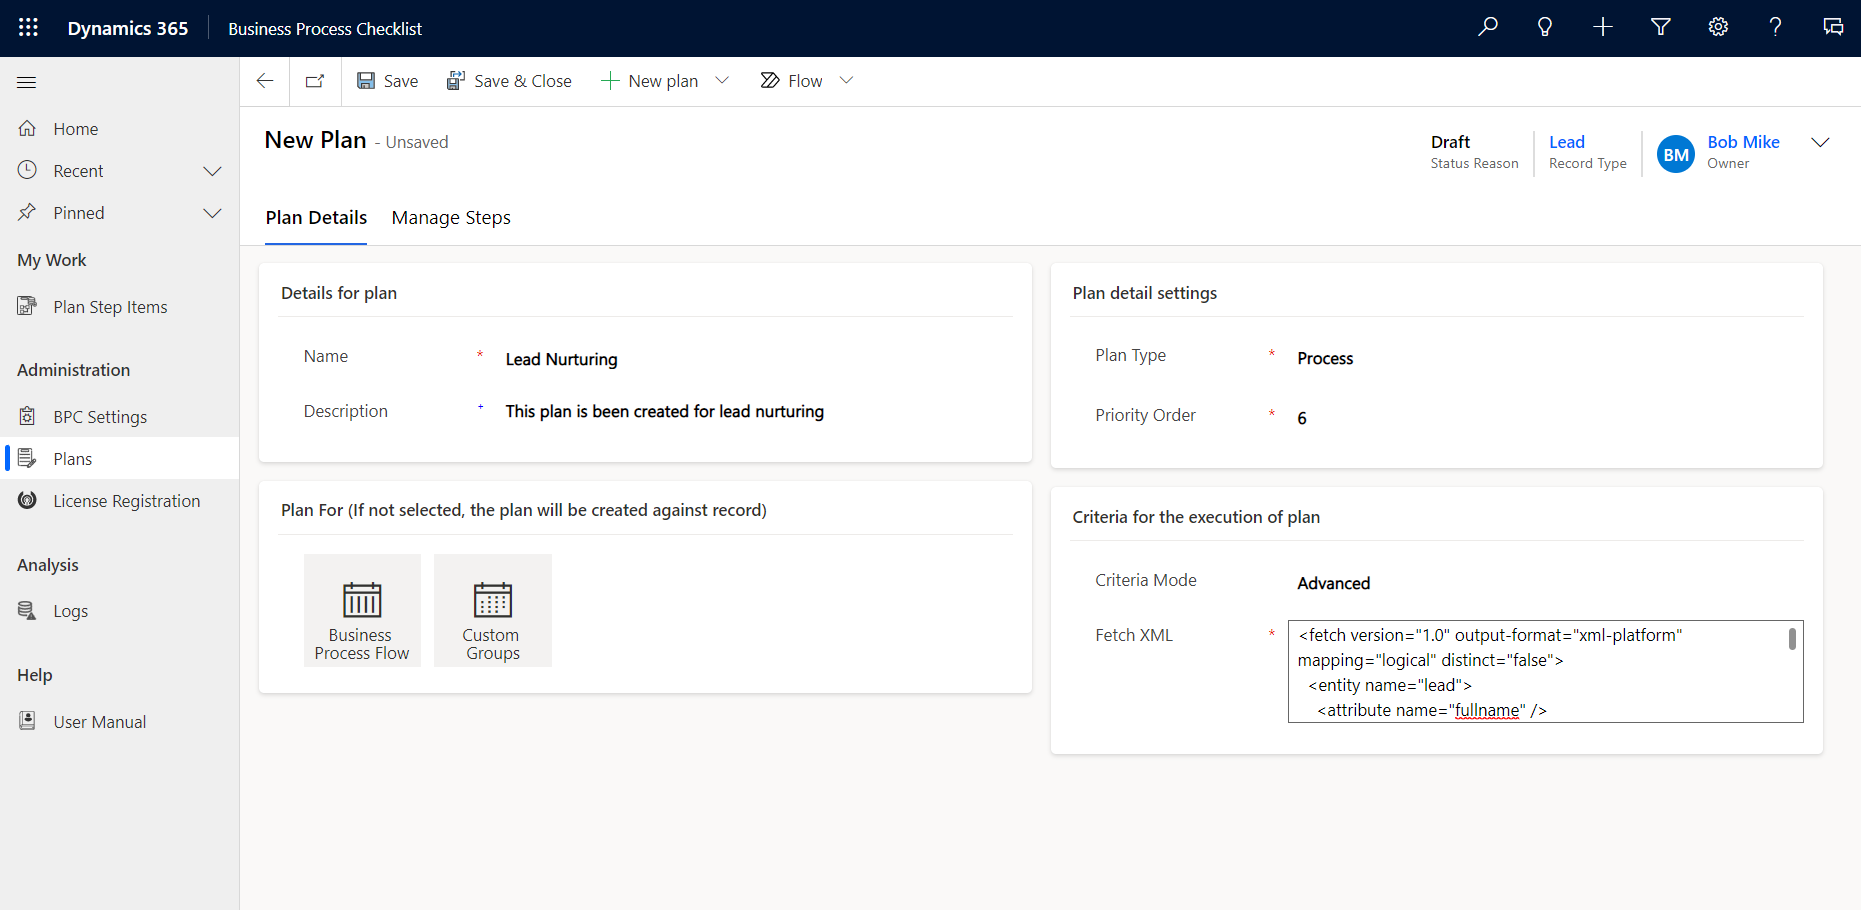 Dynamics 365
Business Process Checklist
Save
Save & Close
New plan
Flow
Home
Recent
Pinned
My Work
Plan Step Items
Administration
BPC Settings
Plans
License Registration
Analysis
Logs
Help
User Manual
New Plan - Unsaved
Draft
Status Reason
Lead
Record Type
BM
Bob Mike
Owner
Plan Details
Manage Steps
Details for plan
Name * Lead Nurturing
Description + This plan is been created for lead nurturing
Plan For (If not selected, the plan will be created against record)
Business
Process Flow
Custom
Groups
Plan detail settings
Plan Type * Process
Priority Order * 6
Criteria for the execution of plan
Criteria Mode Advanced
Fetch XML * <fetch version="1.0" output-format="xml-platform"
mapping="logical" distinct="false">
<entity name="lead">
<attribute name="fullname" />